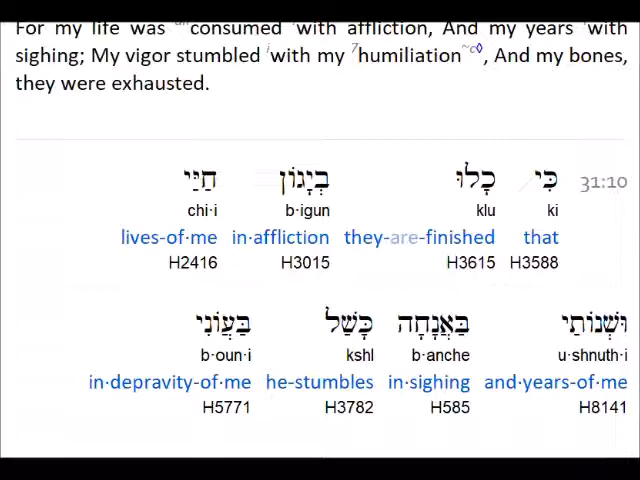 For my life was all consumed with affliction, And my years with
sighing; My vigor stumbled i with my 7 humiliation ~c◊, And my bones,
they were exhausted.
31:10 כִּי כָלוּ בְיָגוֹן חַיַּי
ki klu b·igun chi·i
that they-are-finished in·affliction lives-of·me
H3588 H3615 H3015 H2416
וּשְׁנוֹתַי בַּאֲנָחָה כָּשַׁל בַּעֲוֹנִי
u·shnuth·i b·anche kshl b·oun·i
and·years-of·me in·sighing he-stumbles in·depravity-of·me
H8141 H585 H3782 H5771